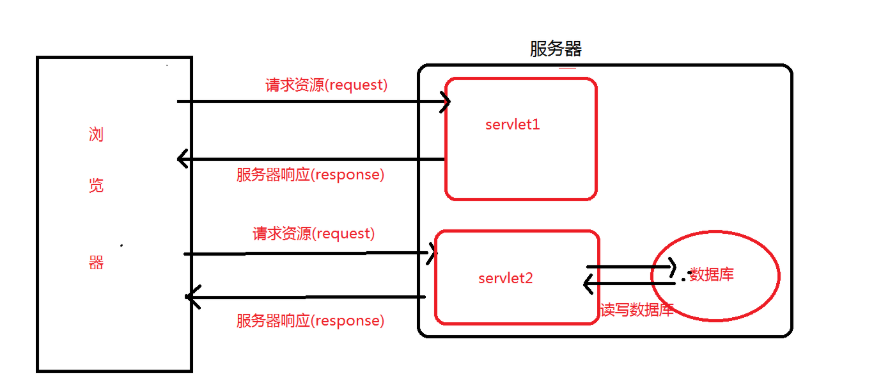 服务器
请求资源(request)
servlet1
服务器响应(response)
浏
览
器
请求资源(request)
servlet2
数据库
读写数据库
服务器响应(response)